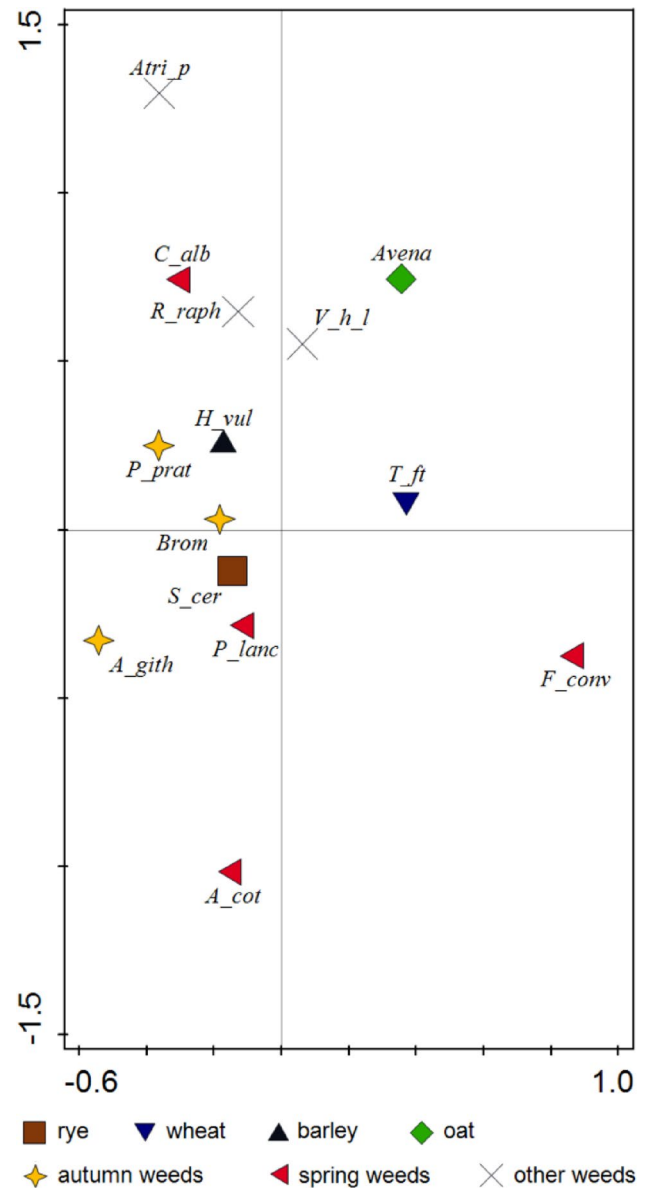 1.5
Atri_p
C_alb
Avena
R_raph
V_h_l
H_vul
P_prat
T_ft
Brom
S_cer
P_lanc
A_gith
F_conv
A_cot
-1.5
-0.6 1.0
rye wheat barley oat
autumn weeds spring weeds other weeds